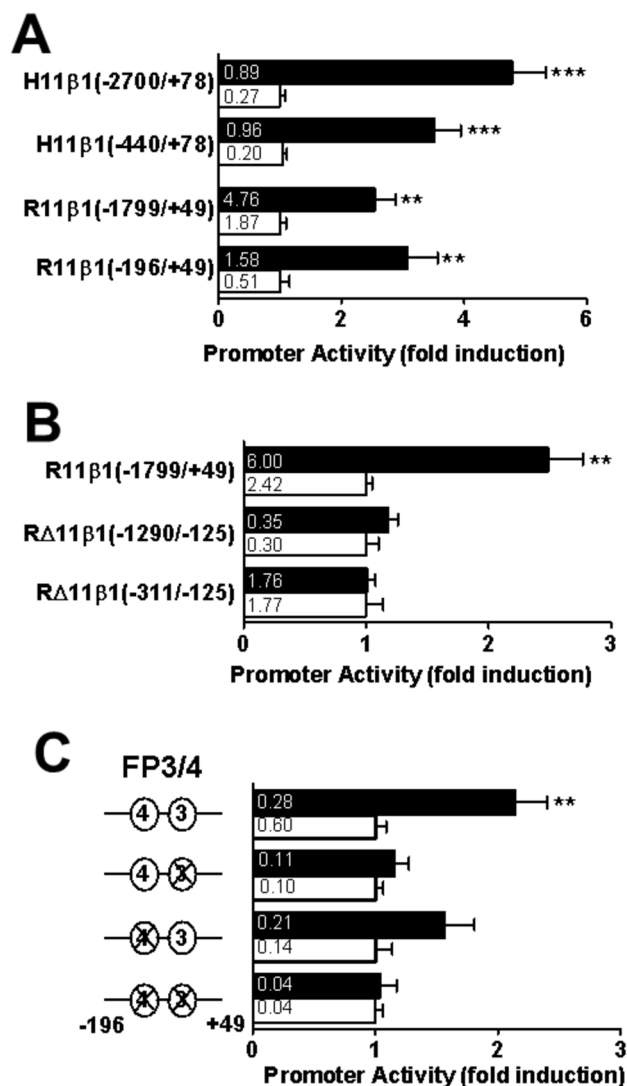 A
H11β1(-2700/+78)
0.89
***
0.27
H11β1(-440/+78)
0.96
***
0.20
R11β1(-1799/+49)
4.76
**
1.87
R11β1(-196/+49)
1.58
**
0.51
0 2 4 6
Promoter Activity (fold induction)
B
R11β1(-1799/+49)
6.00
**
2.42
RΔ11β1(-1290/-125)
0.35
0.30
RΔ11β1(-311/-125)
1.76
1.77
0 1 2 3
Promoter Activity (fold induction)
C
FP3/4
4 3
0.28
**
0.60
4 3
0.11
0.10
4 3
0.21
0.14
4 3
0.04
0.04
-196 +49
0 1 2 3
Promoter Activity (fold induction)